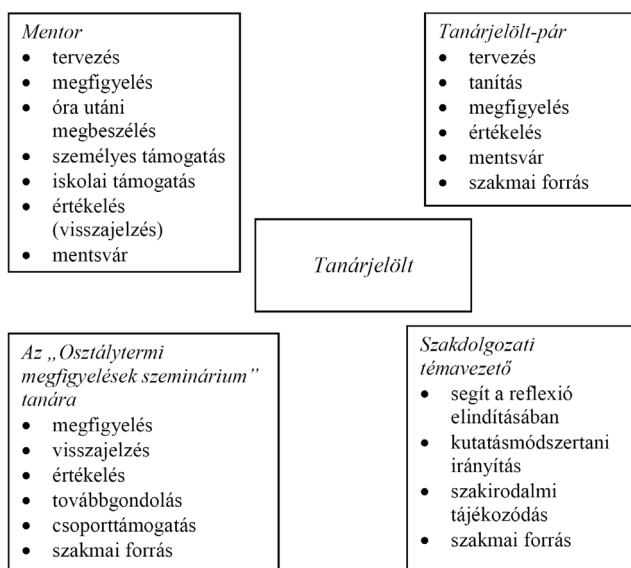 Mentor
• tervezés
• megfigyelés
• óra utáni
megbeszélés
• személyes támogatás
• iskolai támogatás
• értékelés
(visszajelzés)
• mentsvár
Tanárjelölt-pár
• tervezés
• tanítás
• megfigyelés
• értékelés
• mentsvár
• szakmai forrás
Tanárjelölt
Az „Osztálytermi
megfigyelések szeminárium”
tanára
• megfigyelés
• visszajelzés
• értékelés
• továbbgondolás
• csoporttámogatás
• szakmai forrás
Szakdolgozati
témavezető
• segít a reflexió
elindításában
• kutatásmódszertani
irányítás
• szakirodalmi
tájékozódás
• szakmai forrás